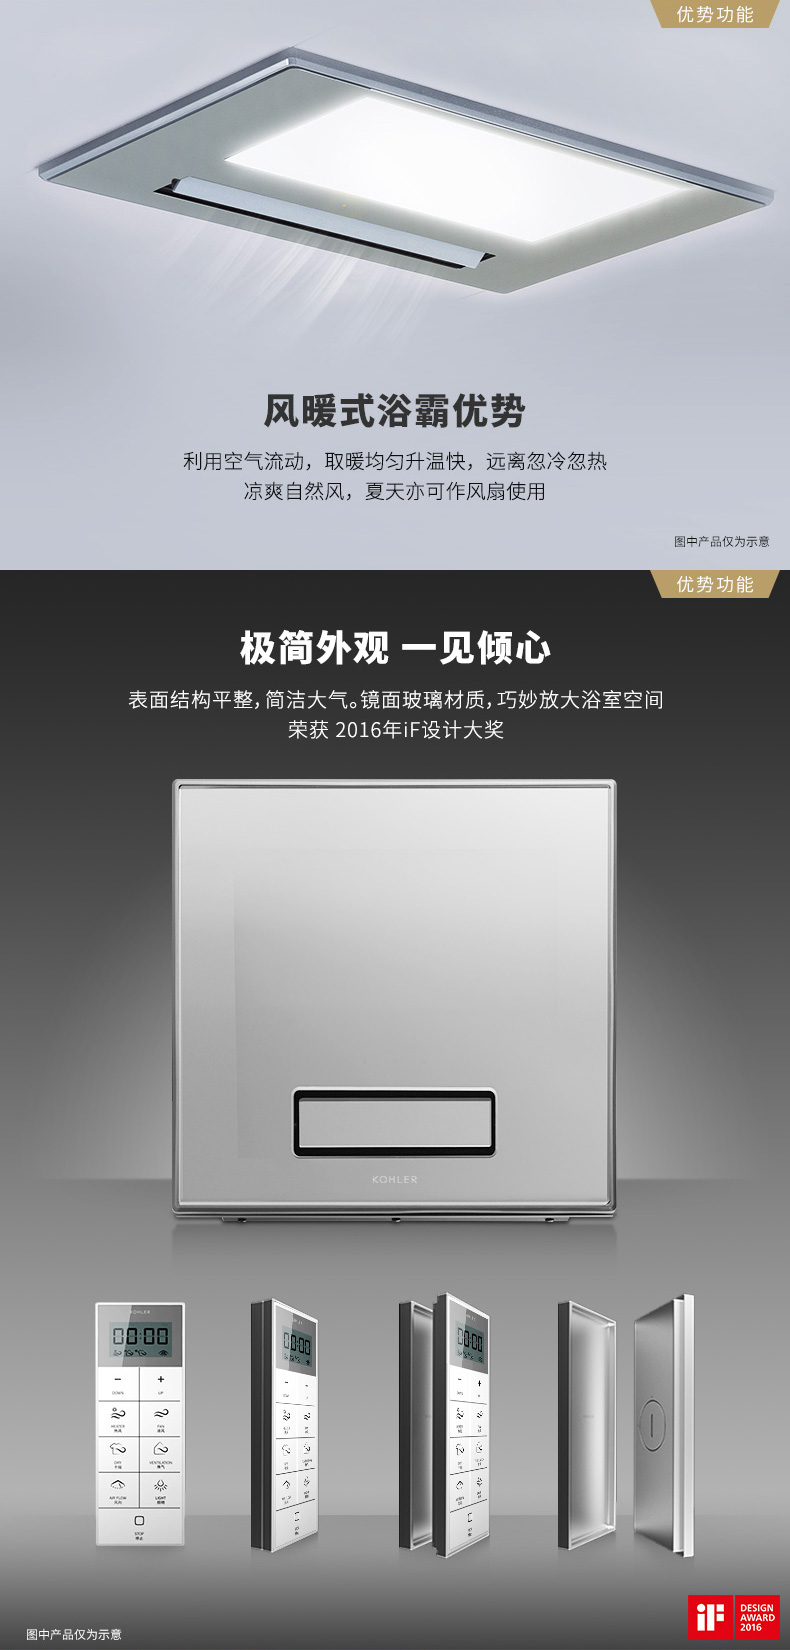 优势功能
风暖式浴霸优势
利用空气流动，取暖均匀升温快，远离忽冷忽热
凉爽自然风，夏天亦可作风扇使用
图中产品仅为示意
优势功能
极简外观 一见倾心
表面结构平整，简洁大气。镜面玻璃材质，巧妙放大浴室空间
荣获 2016年iF设计大奖
KOHLER
KOHLER
00:00
00:00
00:00
- +
DOWN UP
HEATER FAN
DRY VENTILATION
AIR FLOW LIGHT
STOP
iF
DESIGN
AWARD
2016
图中产品仅为示意